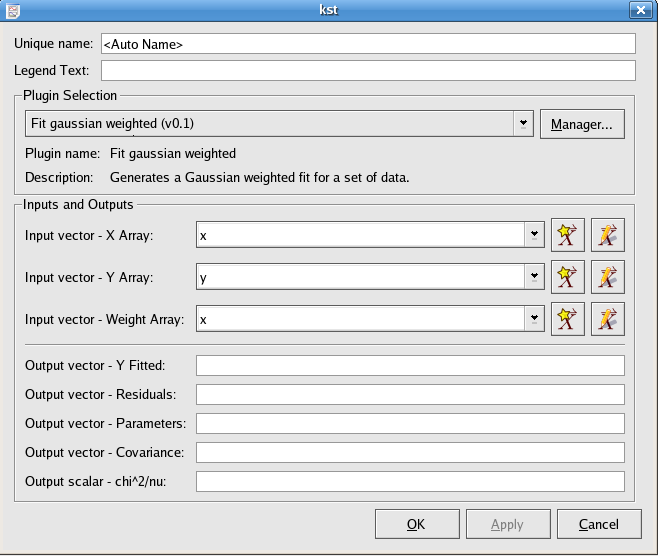 kst
Unique name: <Auto Name>
Legend Text:
Plugin Selection
Fit gaussian weighted (v0.1)
Manager...
Plugin name: Fit gaussian weighted
Description: Generates a Gaussian weighted fit for a set of data.
Inputs and Outputs
Input vector - X Array: x
Input vector - Y Array: y
Input vector - Weight Array: x
Output vector - Y Fitted:
Output vector - Residuals:
Output vector - Parameters:
Output vector - Covariance:
Output scalar - chi^2/nu:
OK Apply Cancel